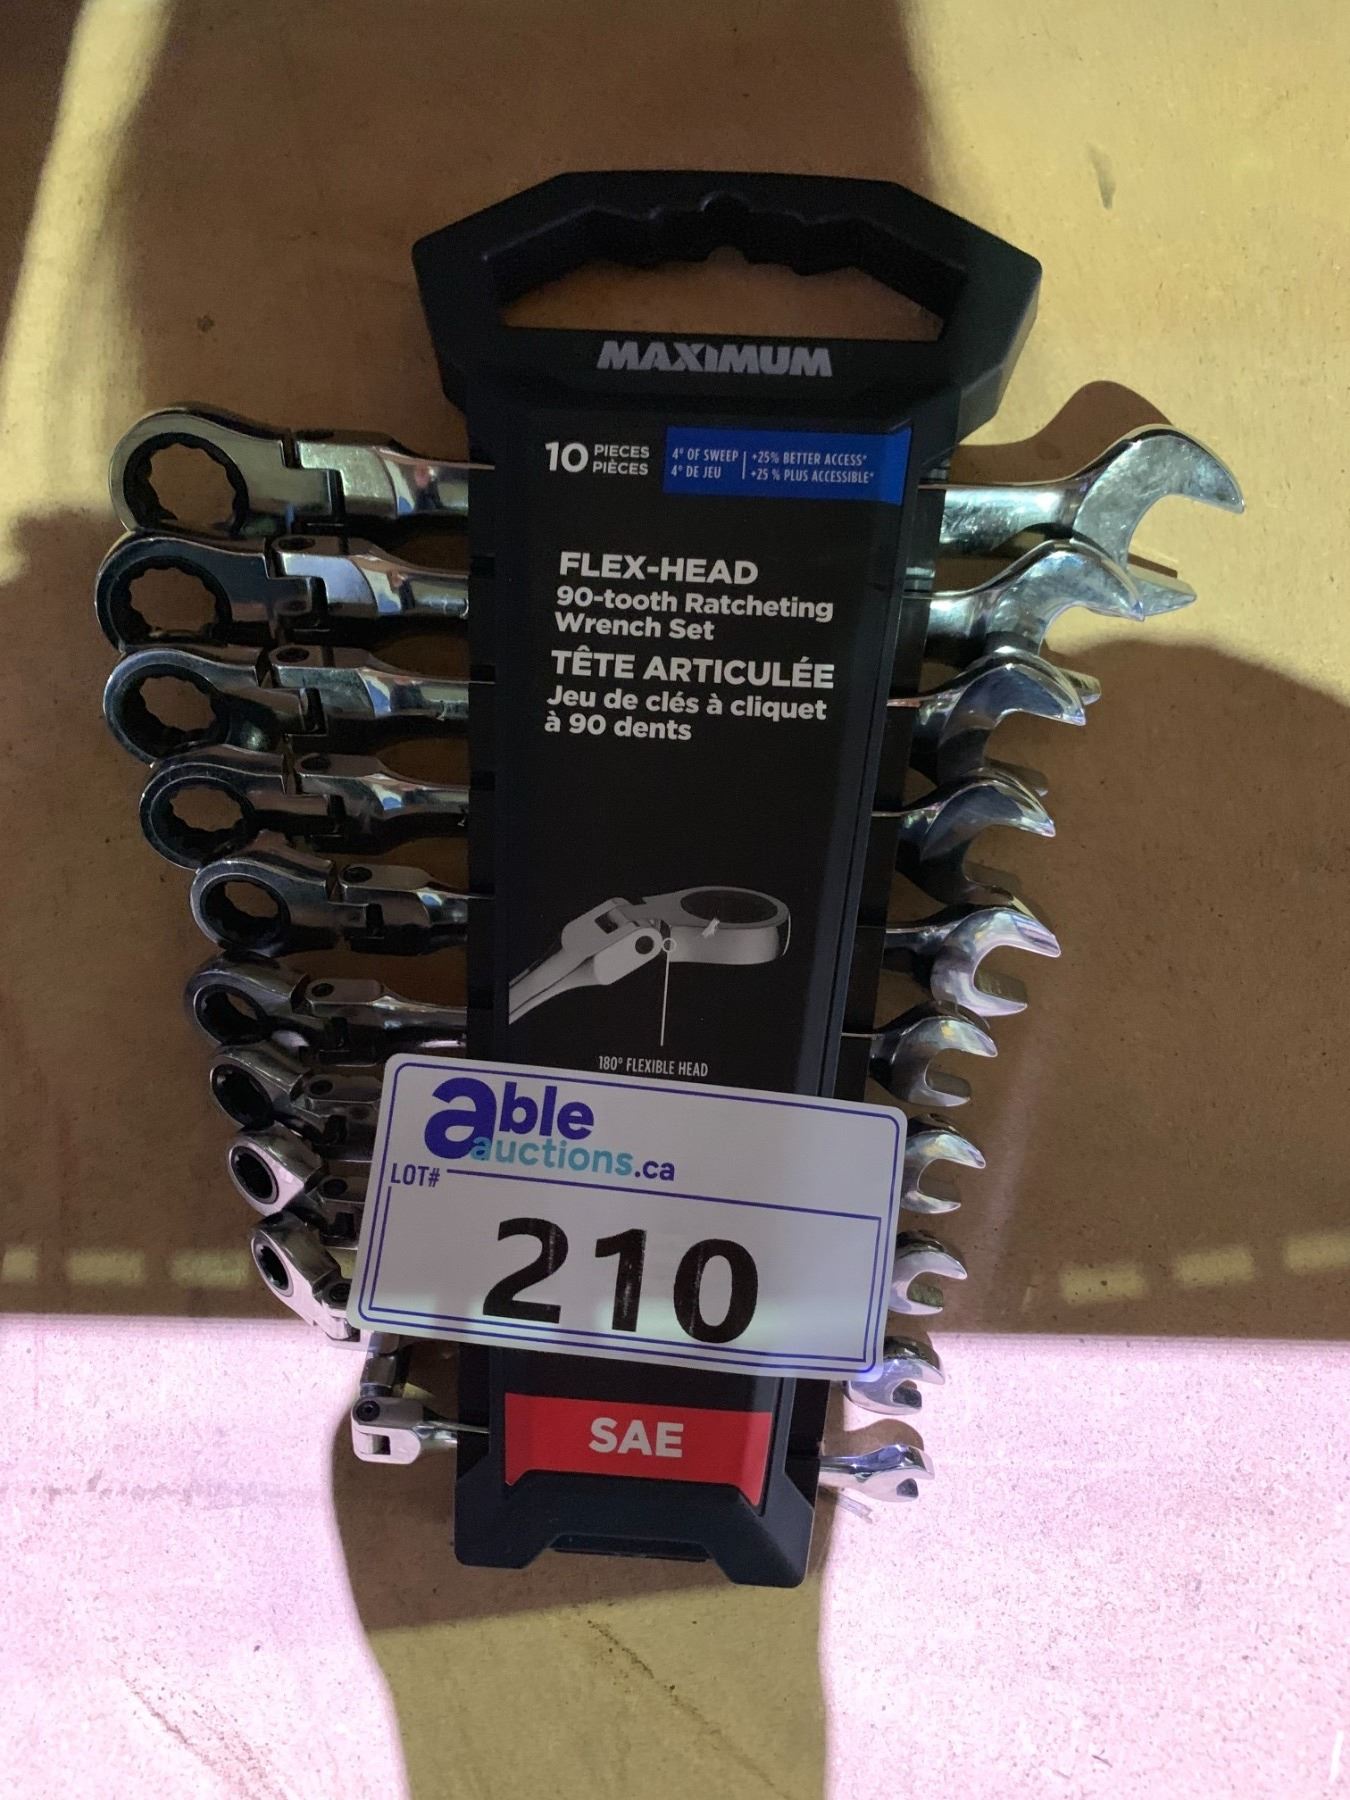 MAXIMUM
10 PIECES
PIÈCES
4° OF SWEEP
4° DE JEU
+25% BETTER ACCESS*
+25 % PLUS ACCESSIBLE*
FLEX-HEAD
90-tooth Ratcheting
Wrench Set
TÊTE ARTICULÉE
Jeu de clés à cliquet
à 90 dents
180° FLEXIBLE HEAD
able
auctions.ca
LOT#
210
SAE